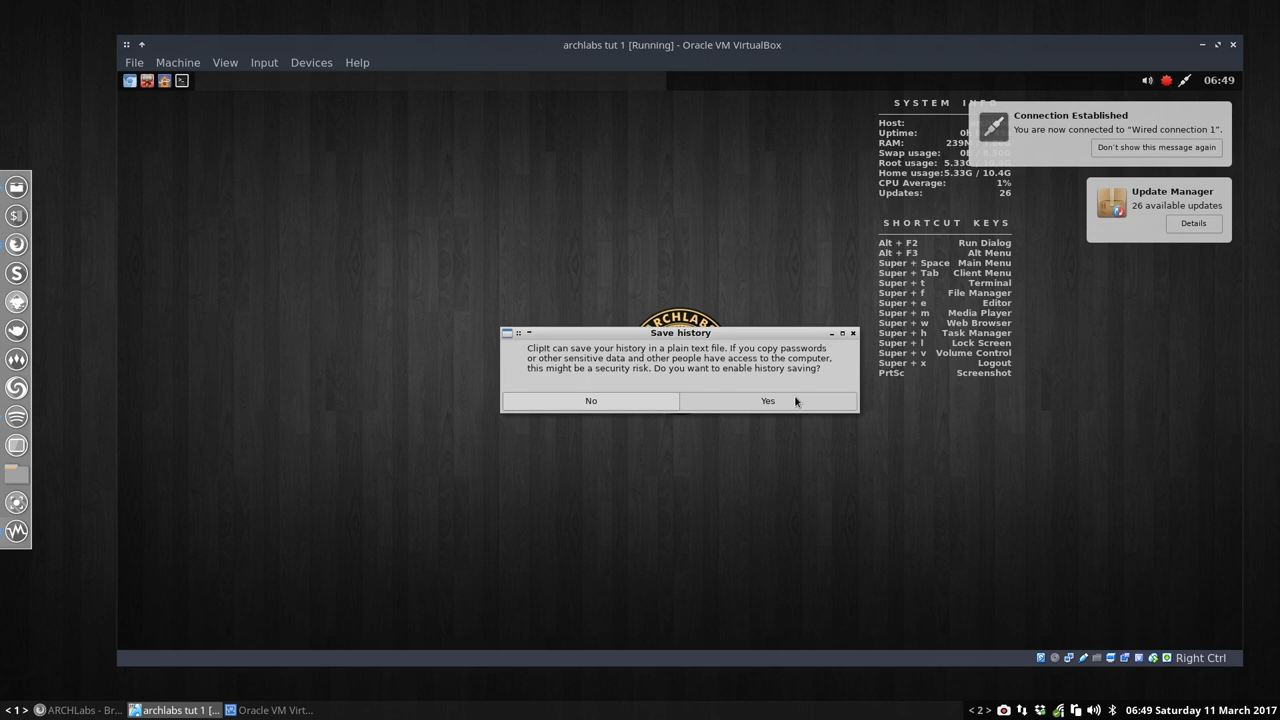 archlabs tut 1 [Running] - Oracle VM VirtualBox
File Machine View Input Devices Help
06:49
SYSTEM INFO
Host:
Uptime:
RAM: 239M
Swap usage:
Root usage: 5.33G / 10.4G
Home usage:5.33G / 10.4G
CPU Average: 1%
Updates: 26
Connection Established
You are now connected to “Wired connection 1”.
Don't show this message again
Update Manager
26 available updates
Details
SHORTCUT KEYS
Alt + F2 Run Dialog
Alt + F3 Alt Menu
Super + Space Main Menu
Super + Tab Client Menu
Super + t Terminal
Super + f File Manager
Super + e Editor
Super + m Media Player
Super + w Web Browser
Super + h Task Manager
Super + l Lock Screen
Super + v Volume Control
Super + x Logout
PrtSc Screenshot
ARCHLAB
Save history
ClipIt can save your history in a plain text file. If you copy passwords
or other sensitive data and other people have access to the computer,
this might be a security risk. Do you want to enable history saving?
No Yes
Right Ctrl
< 1 > ARCHLabs - Br... archlabs tut 1 [... Oracle VM Virt... < 2 > 06:49 Saturday 11 March 2017